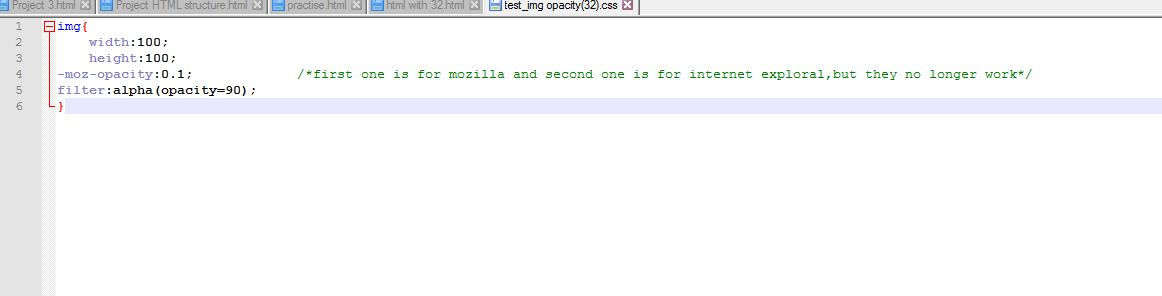 Project 3.html Project HTML structure.html practise.html html with 32.html test_img opacity(32).css
1 img{
2 width:100;
3 height:100;
4 -moz-opacity:0.1; /*first one is for mozilla and second one is for internet exploral,but they no longer work*/
5 filter:alpha(opacity=90);
6 }